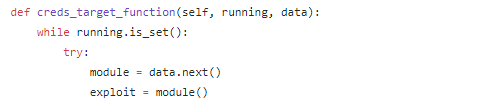 def creds_target_function(self, running, data):
    while running.is_set():
        try:
            module = data.next()
            exploit = module()